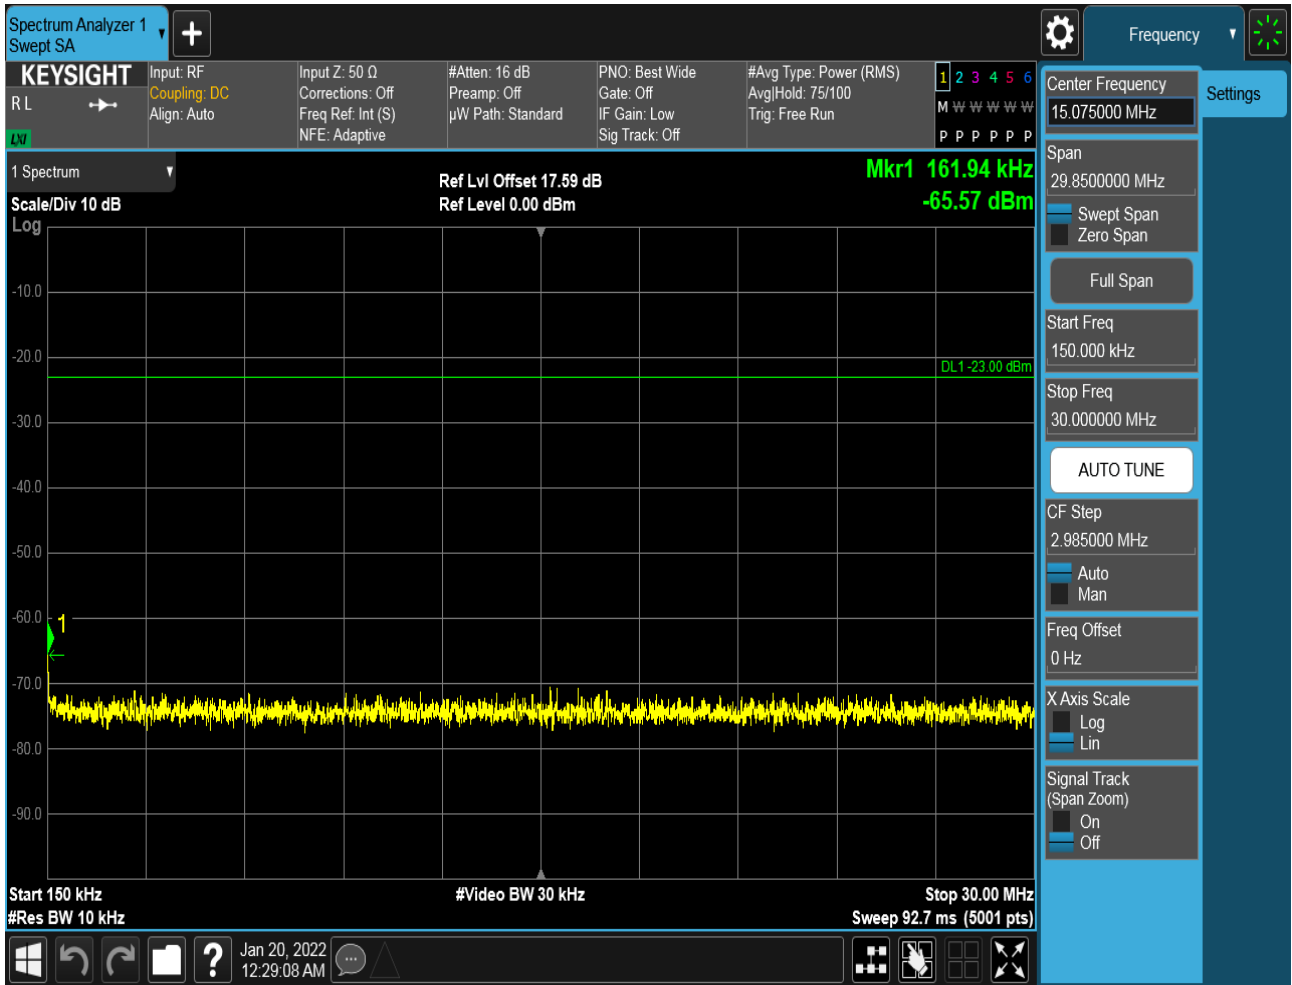 Spectrum Analyzer 1
Swept SA
Frequency
KEYSIGHT
R L
LXI
Input: RF
Coupling: DC
Align: Auto
Input Z: 50 Ω
Corrections: Off
Freq Ref: Int (S)
NFE: Adaptive
#Atten: 16 dB
Preamp: Off
µW Path: Standard
PNO: Best Wide
Gate: Off
IF Gain: Low
Sig Track: Off
#Avg Type: Power (RMS)
Avg|Hold: 75/100
Trig: Free Run
1 2 3 4 5 6
M W W W W W
P P P P P P
1 Spectrum
Scale/Div 10 dB
Log
Ref Lvl Offset 17.59 dB
Ref Level 0.00 dBm
Mkr1 161.94 kHz
-65.57 dBm
-10.0
-20.0
DL1 -23.00 dBm
-30.0
-40.0
-50.0
-60.0
1
-70.0
-80.0
-90.0
Start 150 kHz
#Res BW 10 kHz
#Video BW 30 kHz
Stop 30.00 MHz
Sweep 92.7 ms (5001 pts)
Center Frequency
15.075000 MHz
Settings
Span
29.8500000 MHz
Swept Span
Zero Span
Full Span
Start Freq
150.000 kHz
Stop Freq
30.000000 MHz
AUTO TUNE
CF Step
2.985000 MHz
Auto
Man
Freq Offset
0 Hz
X Axis Scale
Log
Lin
Signal Track
(Span Zoom)
On
Off
?
Jan 20, 2022
12:29:08 AM